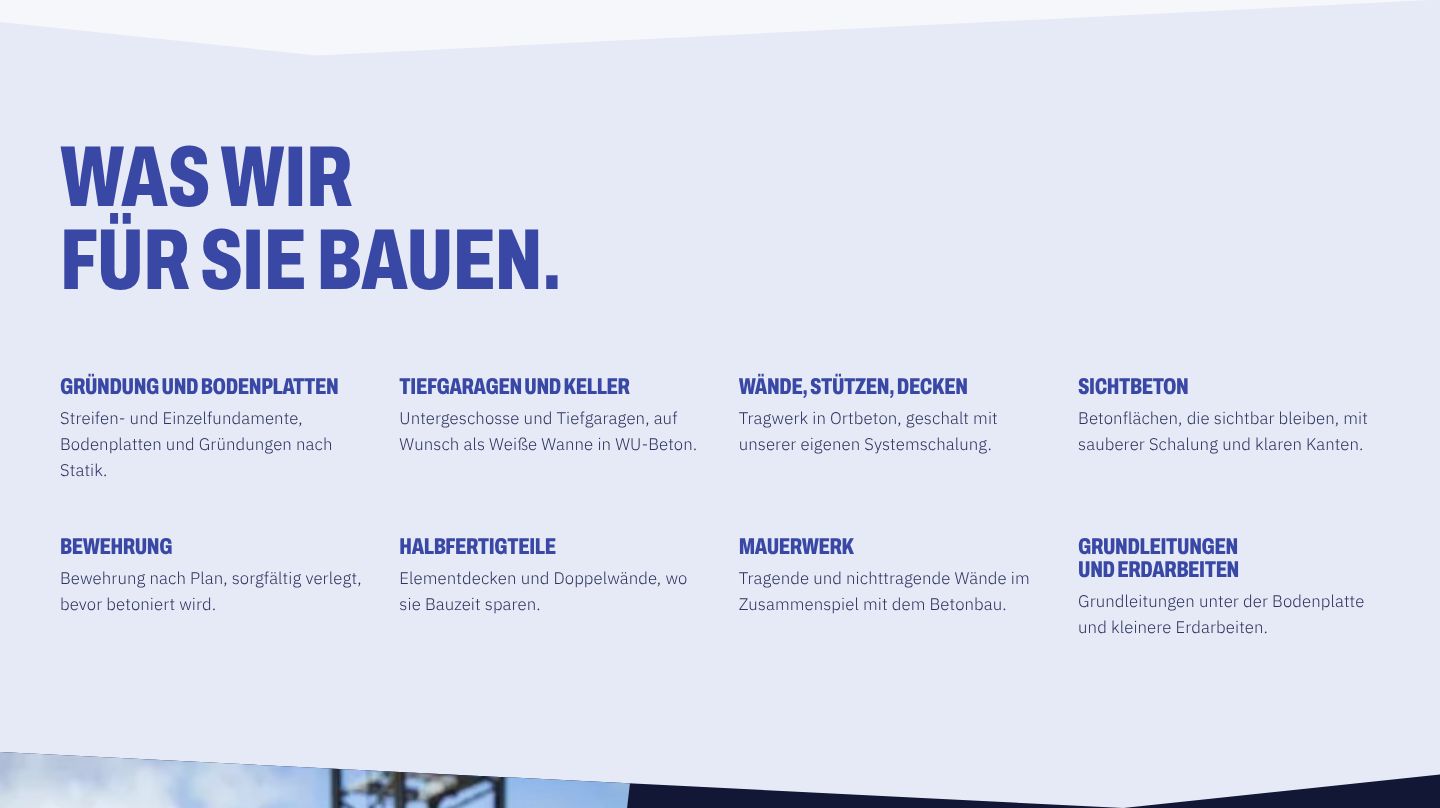 WAS WIR
FÜR SIE BAUEN.
GRÜNDUNG UND BODENPLATTEN
Streifen- und Einzelfundamente,
Bodenplatten und Gründungen nach
Statik.
TIEFGARAGEN UND KELLER
Untergeschosse und Tiefgaragen, auf
Wunsch als Weiße Wanne in WU-Beton.
WÄNDE, STÜTZEN, DECKEN
Tragwerk in Ortbeton, geschalt mit
unserer eigenen Systemschalung.
SICHTBETON
Betonflächen, die sichtbar bleiben, mit
sauberer Schalung und klaren Kanten.
BEWEHRUNG
Bewehrung nach Plan, sorgfältig verlegt,
bevor betoniert wird.
HALBFERTIGTEILE
Elementdecken und Doppelwände, wo
sie Bauzeit sparen.
MAUERWERK
Tragende und nichttragende Wände im
Zusammenspiel mit dem Betonbau.
GRUNDLEITUNGEN
UND ERDARBEITEN
Grundleitungen unter der Bodenplatte
und kleinere Erdarbeiten.